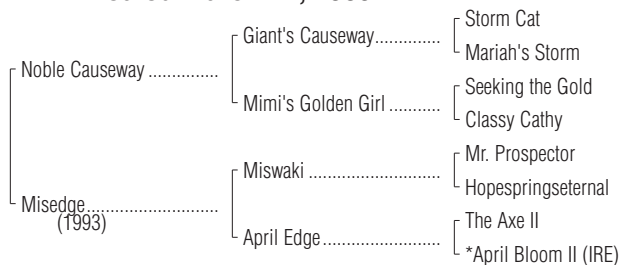 Storm Cat
Giant's Causeway..............
Mariah's Storm
Noble Causeway ...............
Seeking the Gold
Mimi's Golden Girl ...........
Classy Cathy
Mr. Prospector
Miswaki .............................
Hopespringseternal
Misedge.............................
(1993)
The Axe II
April Edge..........................
*April Bloom II (IRE)